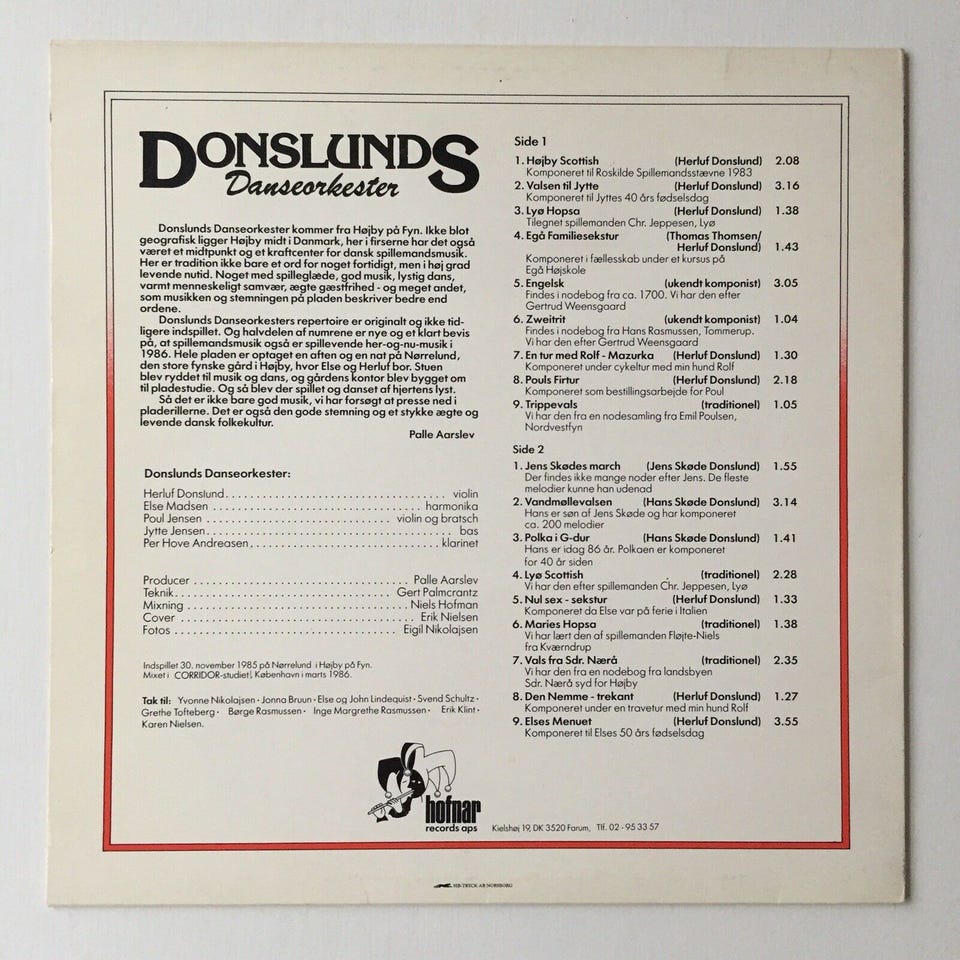 DONSLUNDS
Danseorkester
Donslunds Danseorkester kommer fra Højby på Fyn. Ikke blot
geografisk ligger Højby midt i Danmark, her i firserne har det også
været et midtpunkt og et kraftcenter for dansk spillemandsmusik.
Her er tradition ikke bare et ord for noget fortidigt, men i høj grad
levende nutid. Noget med spilleglæde, god musik, lystig dans,
varmt menneskeligt samvær, ægte gæstfrihed - og meget andet,
som musikken og stemningen på pladen beskriver bedre end
ordene.
Donslunds Danseorkesters repertoire er originalt og ikke tid-
ligere indspillet. Og halvdelen af numrene er nye og et klart bevis
på, at spillemandsmusik også er spillevende her-og-nu-musik i
1986. Hele pladen er optaget en aften og en nat på Nørrelund,
den store fynske gård i Højby, hvor Else og Herluf bor. Stuen
blev ryddet til musik og dans, og gårdens kontor blev bygget om
til pladestudie. Og så blev der spillet og danset af hjertens lyst.
Så det er ikke bare god musik, vi har forsøgt at presse ned i
pladerillerne. Det er også den gode stemning og et stykke ægte og
levende dansk folkekultur.
Palle Aarslev
Donslunds Danseorkester:
Herluf Donslund. . . . . . . . . . . . . . . . . . . . . . . . . . . . . . . . . violin
Else Madsen . . . . . . . . . . . . . . . . . . . . . . . . . . . . . . . harmonika
Poul Jensen . . . . . . . . . . . . . . . . . . . . . . . . . . . violin og bratsch
Jytte Jensen. . . . . . . . . . . . . . . . . . . . . . . . . . . . . . . . . . . . . bas
Per Hove Andreasen. . . . . . . . . . . . . . . . . . . . . . . . . . . . klarinet
Producer . . . . . . . . . . . . . . . . . . . . . . . . . . . . . . . Palle Aarslev
Teknik. . . . . . . . . . . . . . . . . . . . . . . . . . . . . . . . Gert Palmcrantz
Mixning . . . . . . . . . . . . . . . . . . . . . . . . . . . . . . . Niels Hofman
Cover . . . . . . . . . . . . . . . . . . . . . . . . . . . . . . . . . . Erik Nielsen
Fotos . . . . . . . . . . . . . . . . . . . . . . . . . . . . . . . Eigil Nikolajsen
Indspillet 30. november 1985 på Nørrelund i Højby på Fyn.
Mixet i CORRIDOR-studiet!, København i marts 1986.
Tak til: Yvonne Nikolajsen · Jonna Bruun · Else og John Lindequist · Svend Schultz ·
Grethe Tofteberg · Børge Rasmussen · Inge Margrethe Rasmussen · Erik Klint ·
Karen Nielsen.
Side 1
1. Højby Scottish (Herluf Donslund) 2.08
Komponeret til Roskilde Spillemandsstævne 1983
2. Valsen til Jytte (Herluf Donslund) 3.16
Komponeret til Jyttes 40 års fødselsdag
3. Lyø Hopsa (Herluf Donslund) 1.38
Tilegnet spillemanden Chr. Jeppesen, Lyø
4. Egå Familiesekstur (Thomas Thomsen/
Herluf Donslund) 1.43
Komponeret i fællesskab under et kursus på
Egå Højskole
5. Engelsk (ukendt komponist) 3.05
Findes i nodebog fra ca. 1700. Vi har den efter
Gertrud Weensgaard
6. Zweitrit (ukendt komponist) 1.04
Findes i nodebog fra Hans Rasmussen, Tommerup.
Vi har den efter Gertrud Weensgaard
7. En tur med Rolf - Mazurka (Herluf Donslund) 1.30
Komponeret under cykeltur med min hund Rolf
8. Pouls Firtur (Herluf Donslund) 2.18
Komponeret som bestillingsarbejde for Poul
9. Trippevals (traditionel) 1.05
Vi har den fra en nodesamling fra Emil Poulsen,
Nordvestfyn
Side 2
1. Jens Skødes march (Jens Skøde Donslund) 1.55
Der findes ikke mange noder efter Jens. De fleste
melodier kunne han udenad
2. Vandmøllevalsen (Hans Skøde Donslund) 3.14
Hans er søn af Jens Skøde og har komponeret
ca. 200 melodier
3. Polka i G-dur (Hans Skøde Donslund) 1.41
Hans er idag 86 år. Polkaen er komponeret
for 40 år siden
4. Lyø Scottish (traditionel) 2.28
Vi har den efter spillemanden Chr. Jeppesen, Lyø
5. Nul sex - sekstur (Herluf Donslund) 1.33
Komponeret da Else var på ferie i Italien
6. Maries Hopsa (traditionel) 1.38
Vi har lært den af spillemanden Fløjte-Niels
fra Kværndrup
7. Vals fra Sdr. Nærå (traditionel) 2.35
Vi har den fra en nodebog fra landsbyen
Sdr. Nærå syd for Højby
8. Den Nemme - trekant (Herluf Donslund) 1.27
Komponeret under en travetur med min hund Rolf
9. Elses Menuet (Herluf Donslund) 3.55
Komponeret til Elses 50 års fødselsdag
hofnar
records aps
Kielshøj 19, DK 3520 Farum, Tlf. 02 - 95 33 57
NB-TRYCK AB NORSBORG